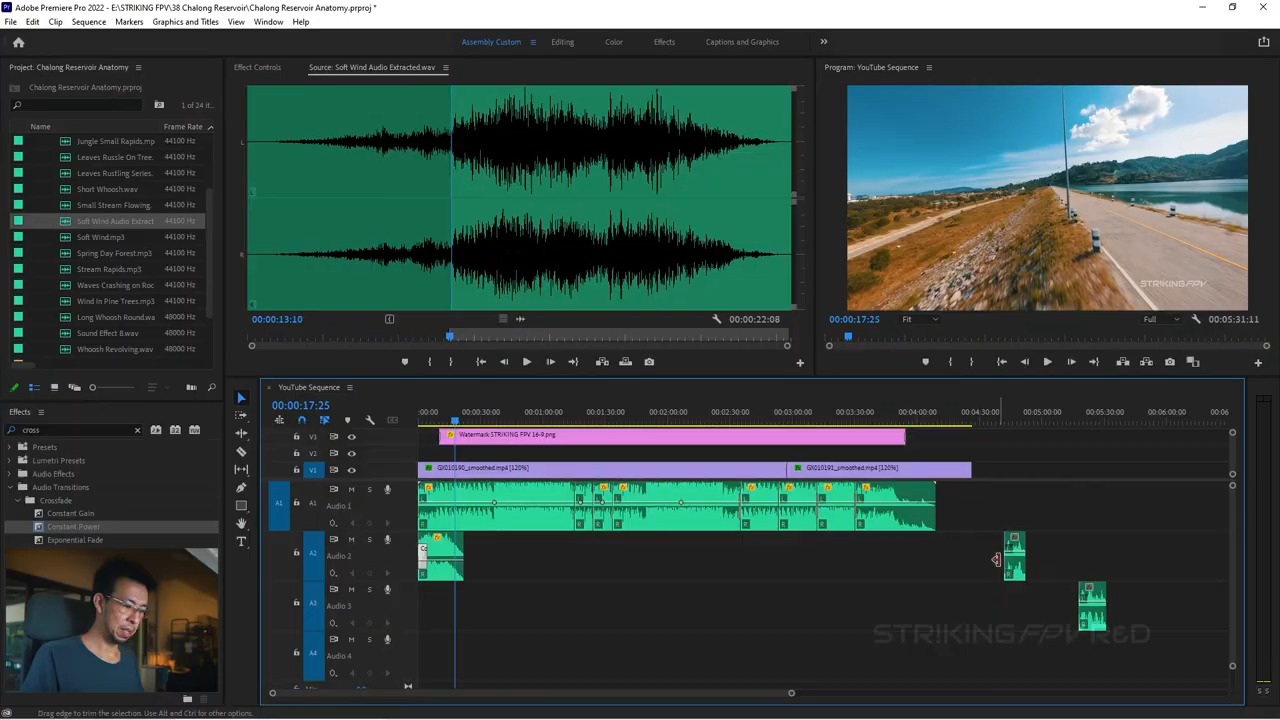 Adobe Premiere Pro 2022 - E:\STRIKING FPV\38 Chalong Reservoir\Chalong Reservoir Anatomy.prproj *
File Edit Clip Sequence Markers Graphics and Titles View Window Help
Assembly Custom Editing Color Effects Captions and Graphics
Project: Chalong Reservoir Anatomy
Chalong Reservoir Anatomy.prproj
1 of 24 it...
Name Frame Rate
Jungle Small Rapids.mp 44100 Hz
Leaves Russle On Tree. 44100 Hz
Leaves Rustling Series. 44100 Hz
Short Whoosh.wav 44100 Hz
Small Stream Flowing. 44100 Hz
Soft Wind Audio Extract 44100 Hz
Soft Wind.mp3 44100 Hz
Spring Day Forest.mp3 44100 Hz
Stream Rapids.mp3 44100 Hz
Waves Crashing on Roc 44100 Hz
Wind In Pine Trees.mp3 44100 Hz
Long Whoosh Round.wa 48000 Hz
Sound Effect 8.wav 48000 Hz
Whoosh Revolving.wav 48000 Hz
Effect Controls Source: Soft Wind Audio Extracted.wav
L
R
00:00:13:10 00:00:22:08
Program: YouTube Sequence
STRIKING FPV
00:00:17:25 Fit Full 00:05:31:11
Effects
cross
Presets
Lumetri Presets
Audio Effects
Audio Transitions
Crossfade
Constant Gain
Constant Power
Exponential Fade
YouTube Sequence
00:00:17:25
:00:00 00:00:30:00 00:01:00:00 00:01:30:00 00:02:00:00 00:02:30:00 00:03:00:00 00:03:30:00 00:04:00:00 00:04:30:00 00:05:00:00 00:05:30:00 00:06:00:00 00:06
V3 Watermark STRIKING FPV 16-9.png
V2
V1 GX010190_smoothed.mp4 [120%] GX010191_smoothed.mp4 [120%]
A1 A1 M S
Audio 1
A2 M S
Audio 2
A3 M S
Audio 3
A4 M S
Audio 4
STRIKING FPV R&D
S S
Drag edge to trim the selection. Use Alt and Ctrl for other options.